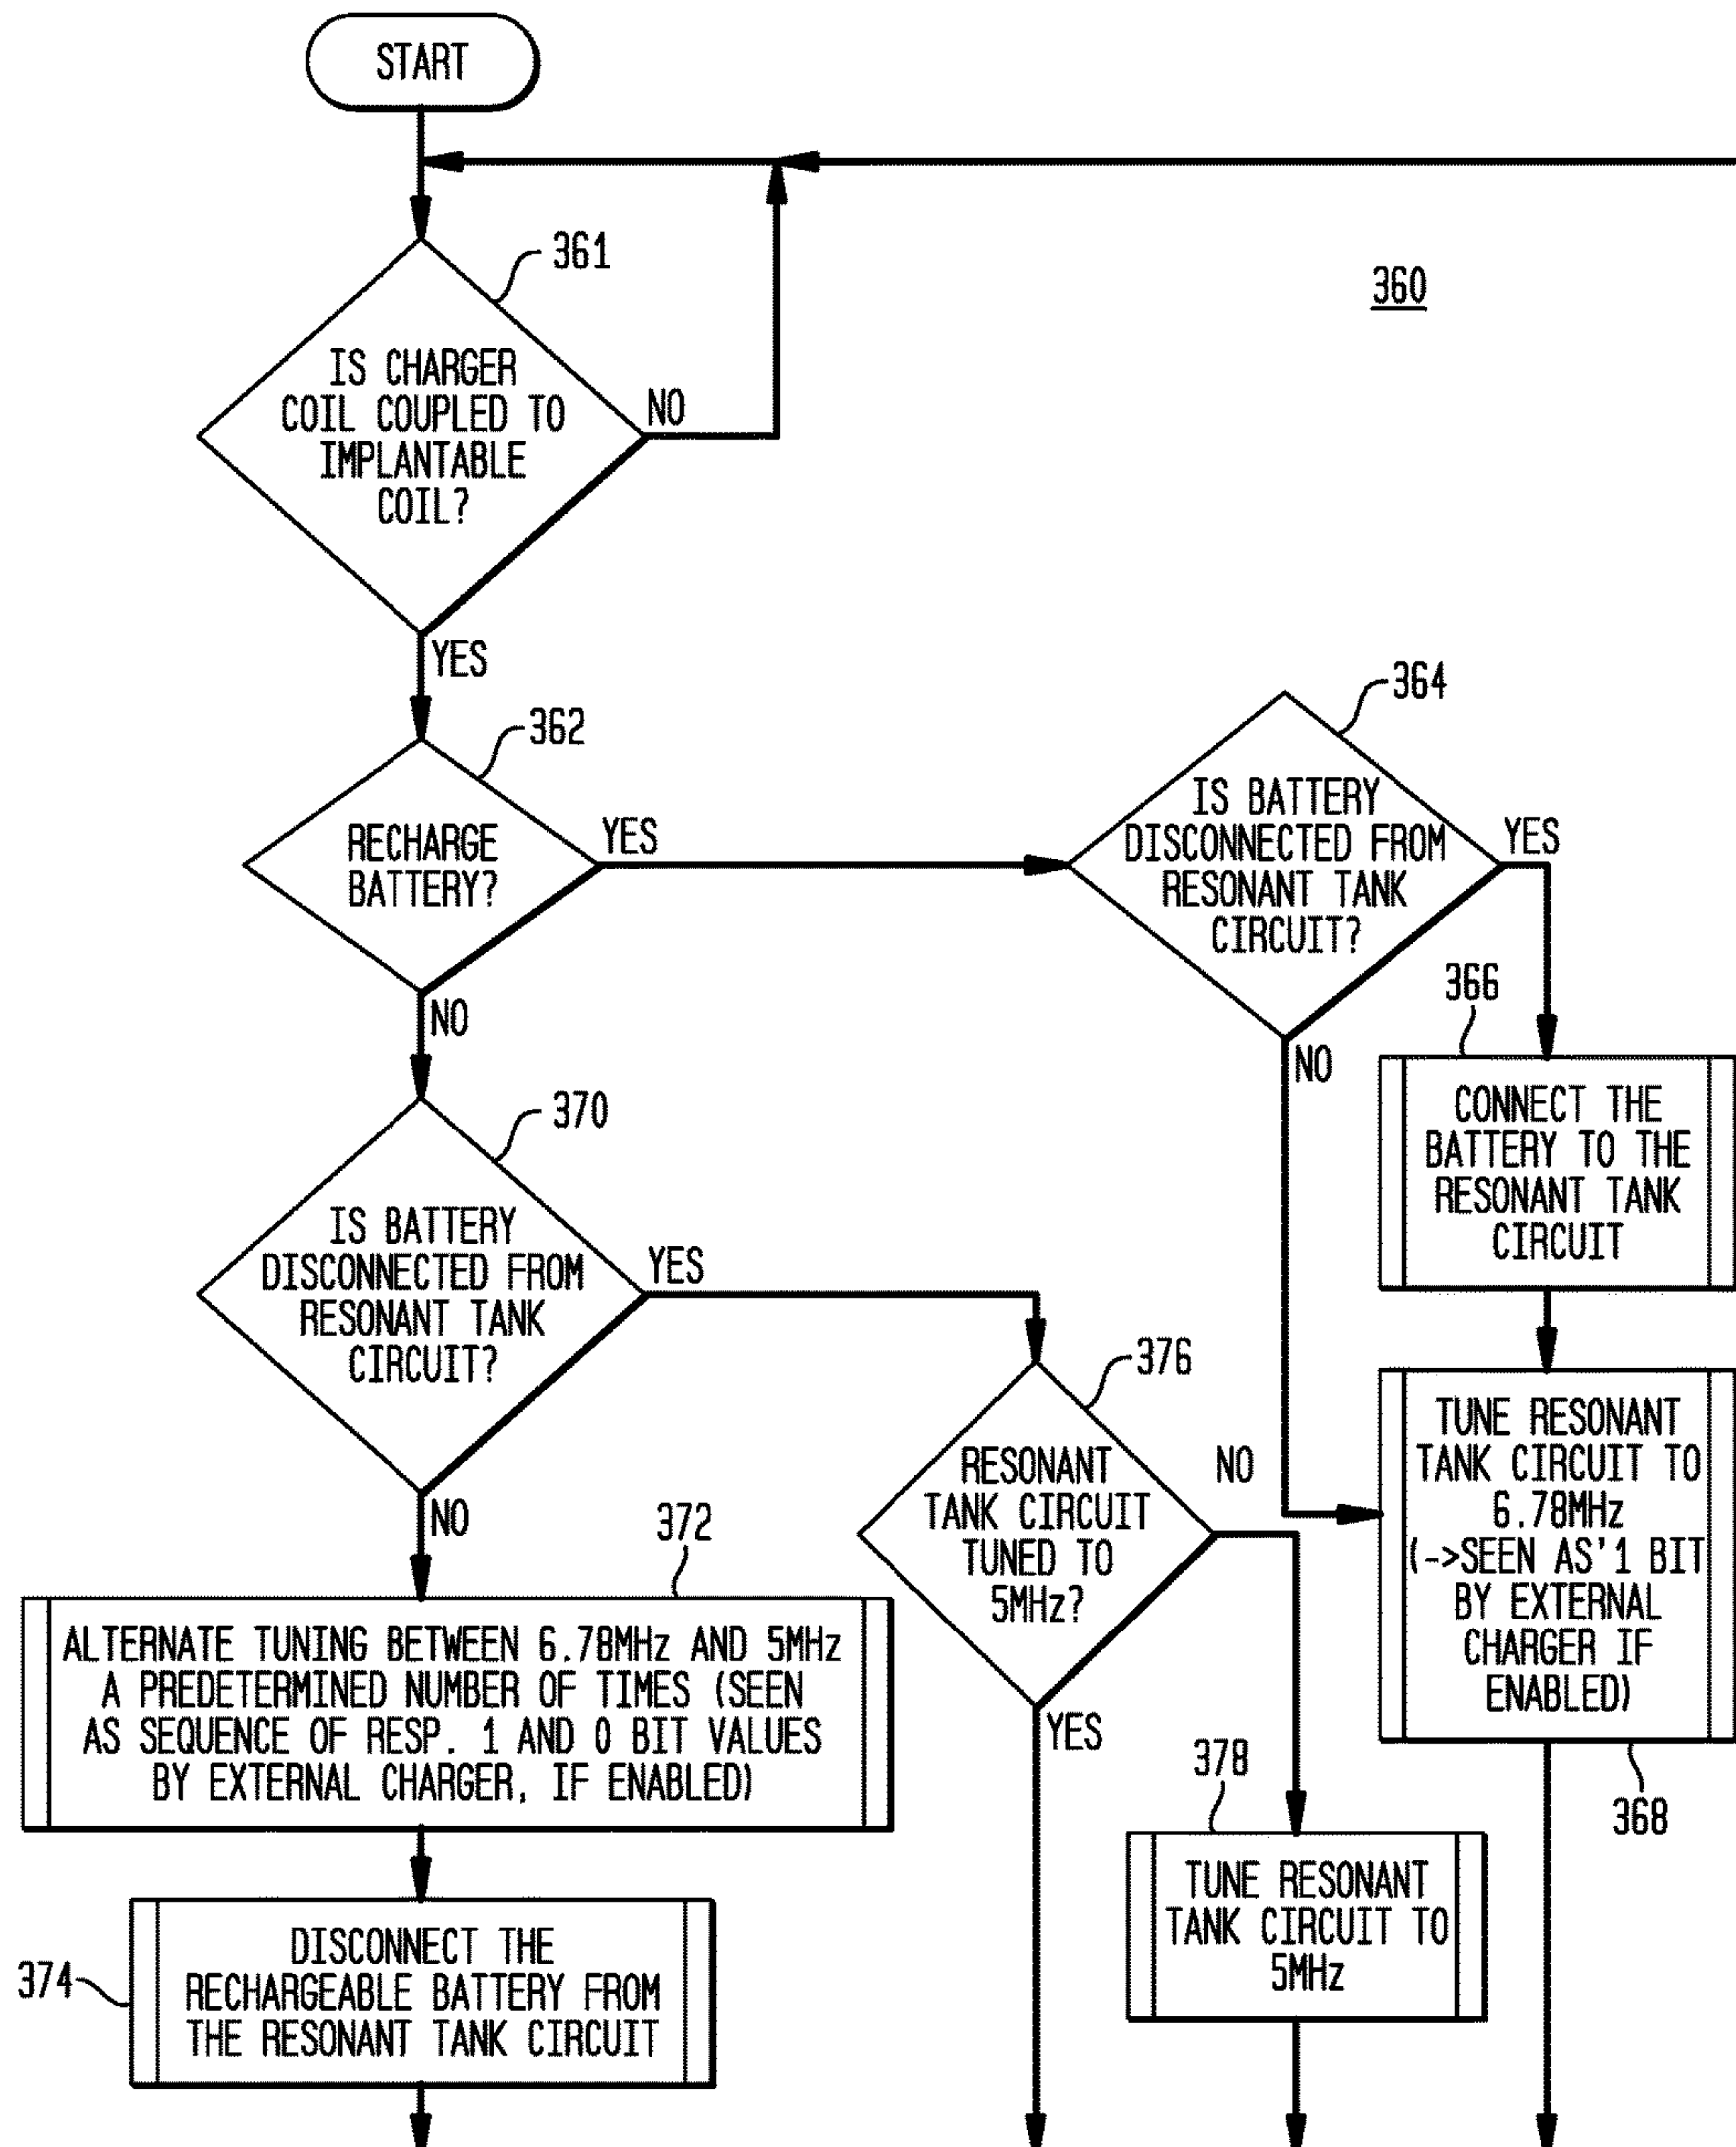 START
361
360
IS CHARGER
COIL COUPLED TO
IMPLANTABLE
COIL?
NO
YES
362
RECHARGE
BATTERY?
YES
NO
364
IS BATTERY
DISCONNECTED FROM
RESONANT TANK
CIRCUIT?
YES
NO
366
CONNECT THE
BATTERY TO THE
RESONANT TANK
CIRCUIT
370
IS BATTERY
DISCONNECTED FROM
RESONANT TANK
CIRCUIT?
YES
NO
376
RESONANT
TANK CIRCUIT
TUNED TO
5MHz?
NO
YES
TUNE RESONANT
TANK CIRCUIT TO
6.78MHz
(->SEEN AS'1 BIT
BY EXTERNAL
CHARGER IF
ENABLED)
368
372
ALTERNATE TUNING BETWEEN 6.78MHz AND 5MHz
A PREDETERMINED NUMBER OF TIMES (SEEN
AS SEQUENCE OF RESP. 1 AND 0 BIT VALUES
BY EXTERNAL CHARGER, IF ENABLED)
378
TUNE RESONANT
TANK CIRCUIT TO
5MHz
374
DISCONNECT THE
RECHARGEABLE BATTERY FROM
THE RESONANT TANK CIRCUIT